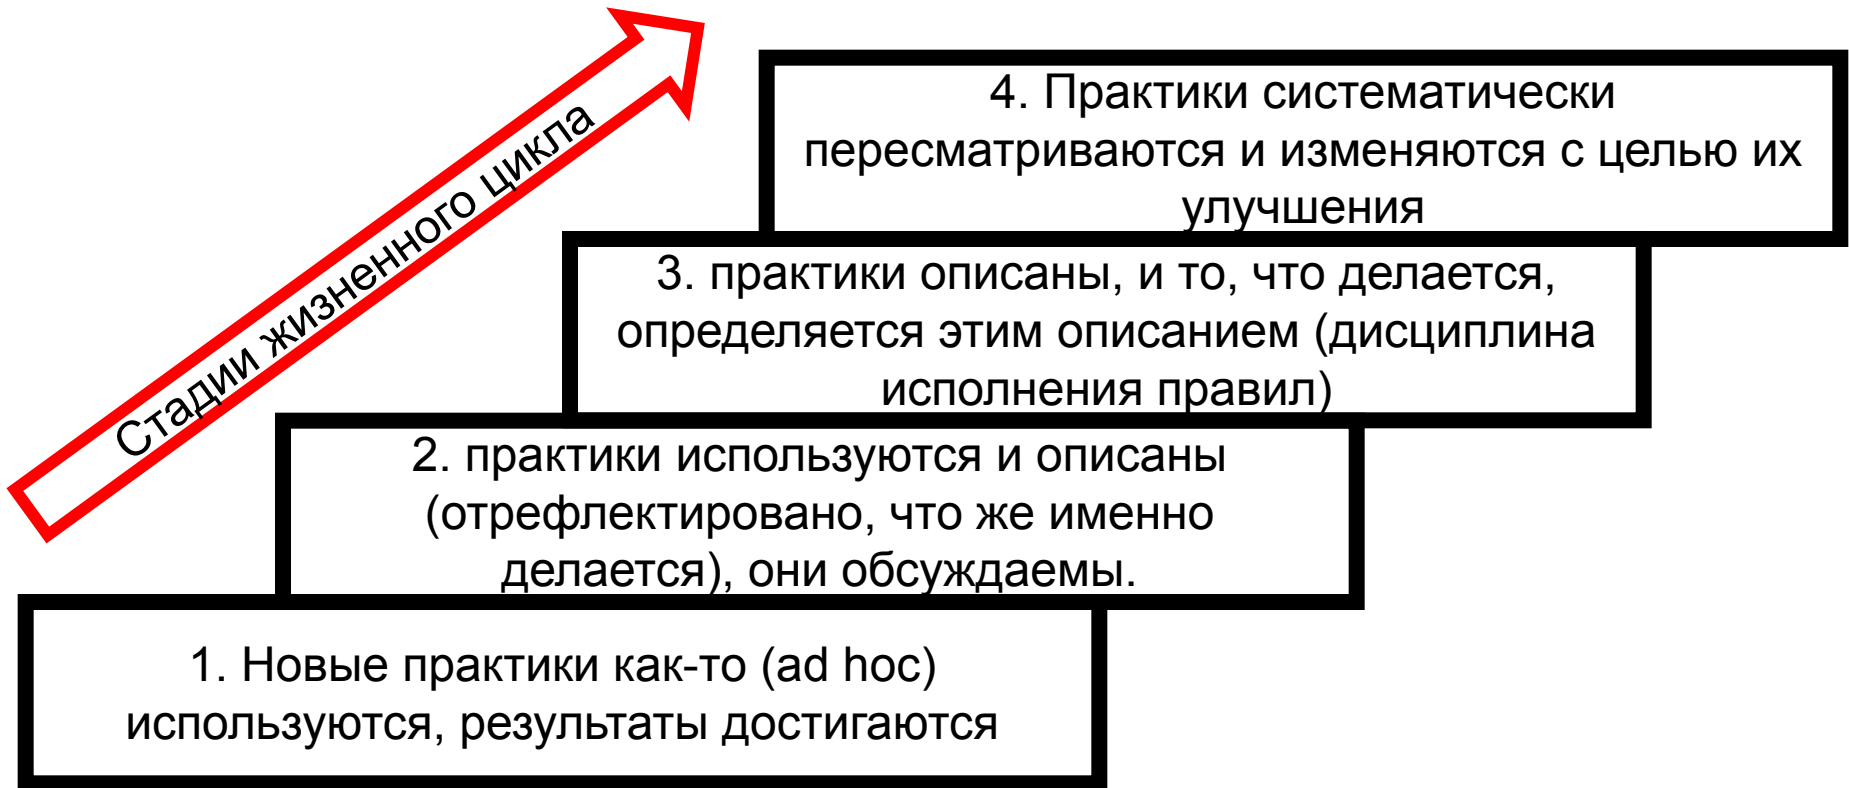 Стадии жизненного цикла
4. Практики систематически
пересматриваются и изменяются с целью их
улучшения
3. практики описаны, и то, что делается,
определяется этим описанием (дисциплина
исполнения правил)
2. практики используются и описаны
(отрефлектировано, что же именно
делается), они обсуждаемы.
1. Новые практики как-то (ad hoc)
используются, результаты достигаются